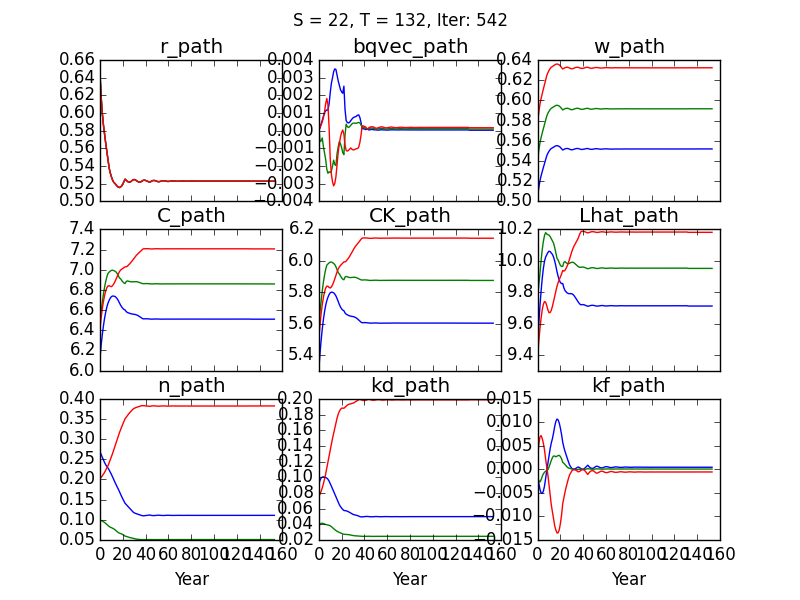 S = 22, T = 132, Iter: 542
r_path bqvec_path w_path
0.66 0.004 0.64
0.64 0.003 0.62
0.62 0.002 0.60
0.60 0.001 0.58
0.58 0.000 0.56
0.56 −0.001 0.54
0.54 −0.002 0.52
0.52 −0.003 0.50
0.50 −0.004
C_path CK_path Lhat_path
7.4 6.2 10.2
7.2 6.0 10.0
7.0 5.8 9.8
6.8 5.6 9.6
6.6 5.4 9.4
6.4
6.2
6.0
n_path kd_path kf_path
0.40 0.20 0.015
0.35 0.18 0.010
0.30 0.16 0.005
0.25 0.14 0.000
0.20 0.12 −0.005
0.15 0.10 −0.010
0.10 0.08 −0.015
0.05 0.06
0.04
0.02
0 20 40 60 80 100 120 140 160 0 20 40 60 80 100 120 140 160 0 20 40 60 80 100 120 140 160
Year Year Year